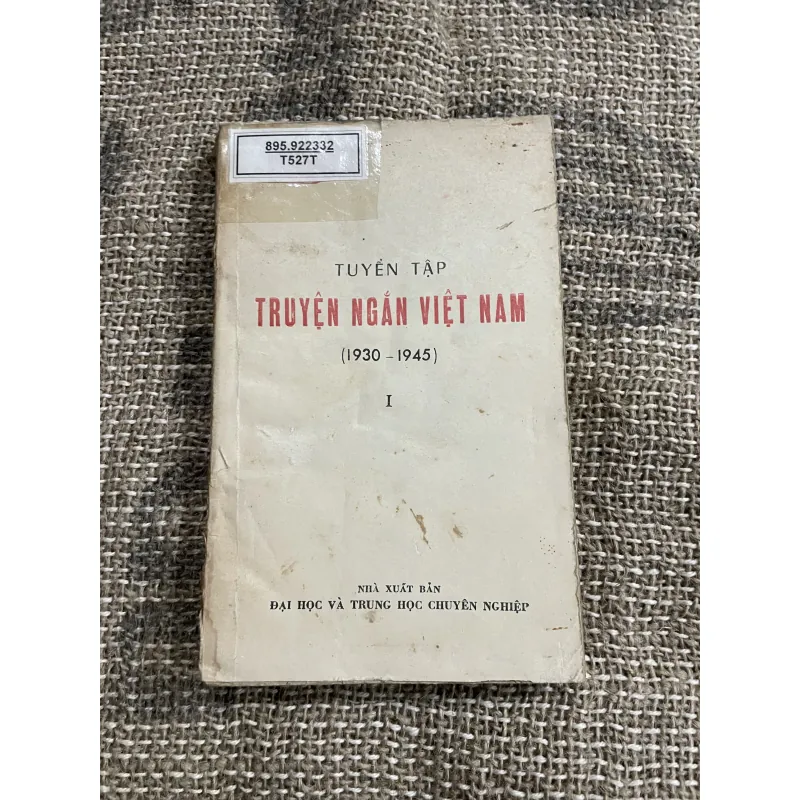 895.922332
T527T
TUYỂN TẬP
TRUYỆN NGẮN VIỆT NAM
(1930 - 1945)
I
NHÀ XUẤT BẢN
ĐẠI HỌC VÀ TRUNG HỌC CHUYÊN NGHIỆP